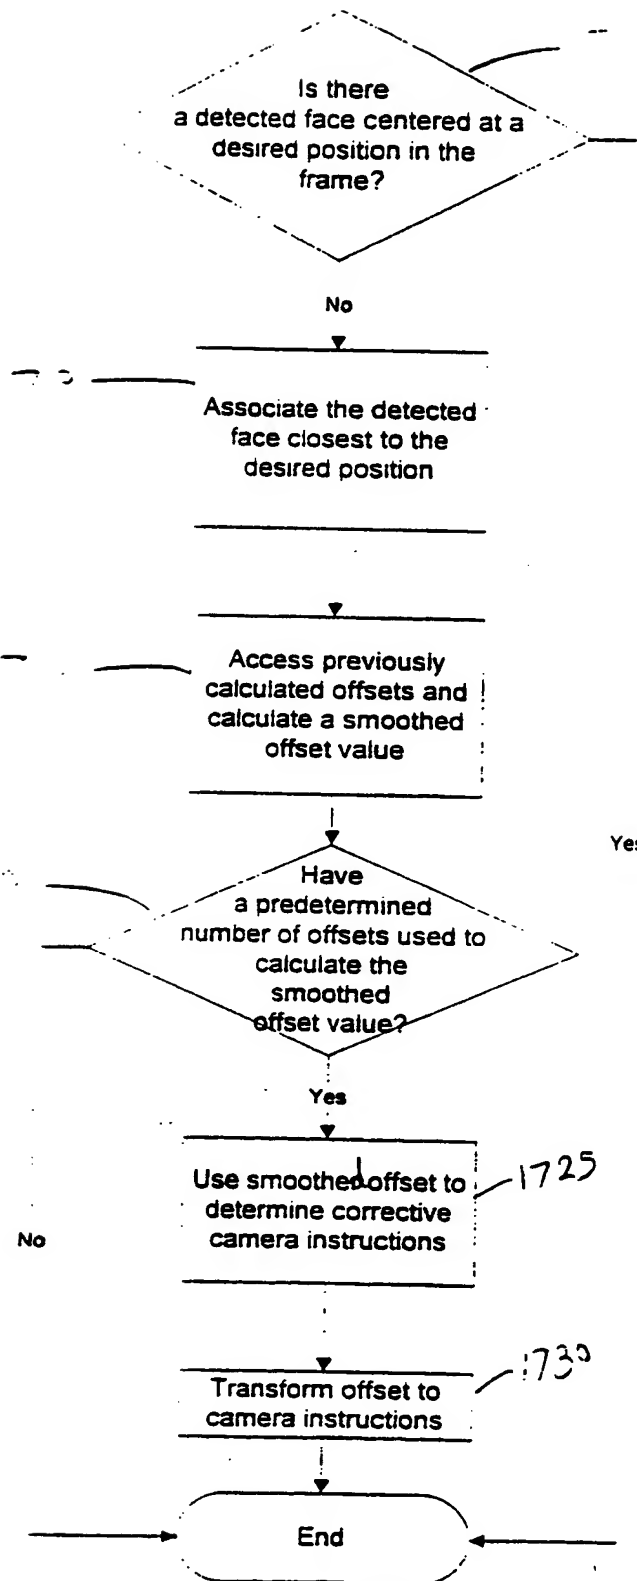 Is there
a detected face centered at a
desired position in the
frame?
No
Associate the detected
face closest to the
desired position
Access previously
calculated offsets and
calculate a smoothed
offset value
Yes
Have
a predetermined
number of offsets used to
calculate the
smoothed
offset value?
Yes
Use smoothed offset to
determine corrective
camera instructions
1725
No
1730
Transform offset to
camera instructions
End